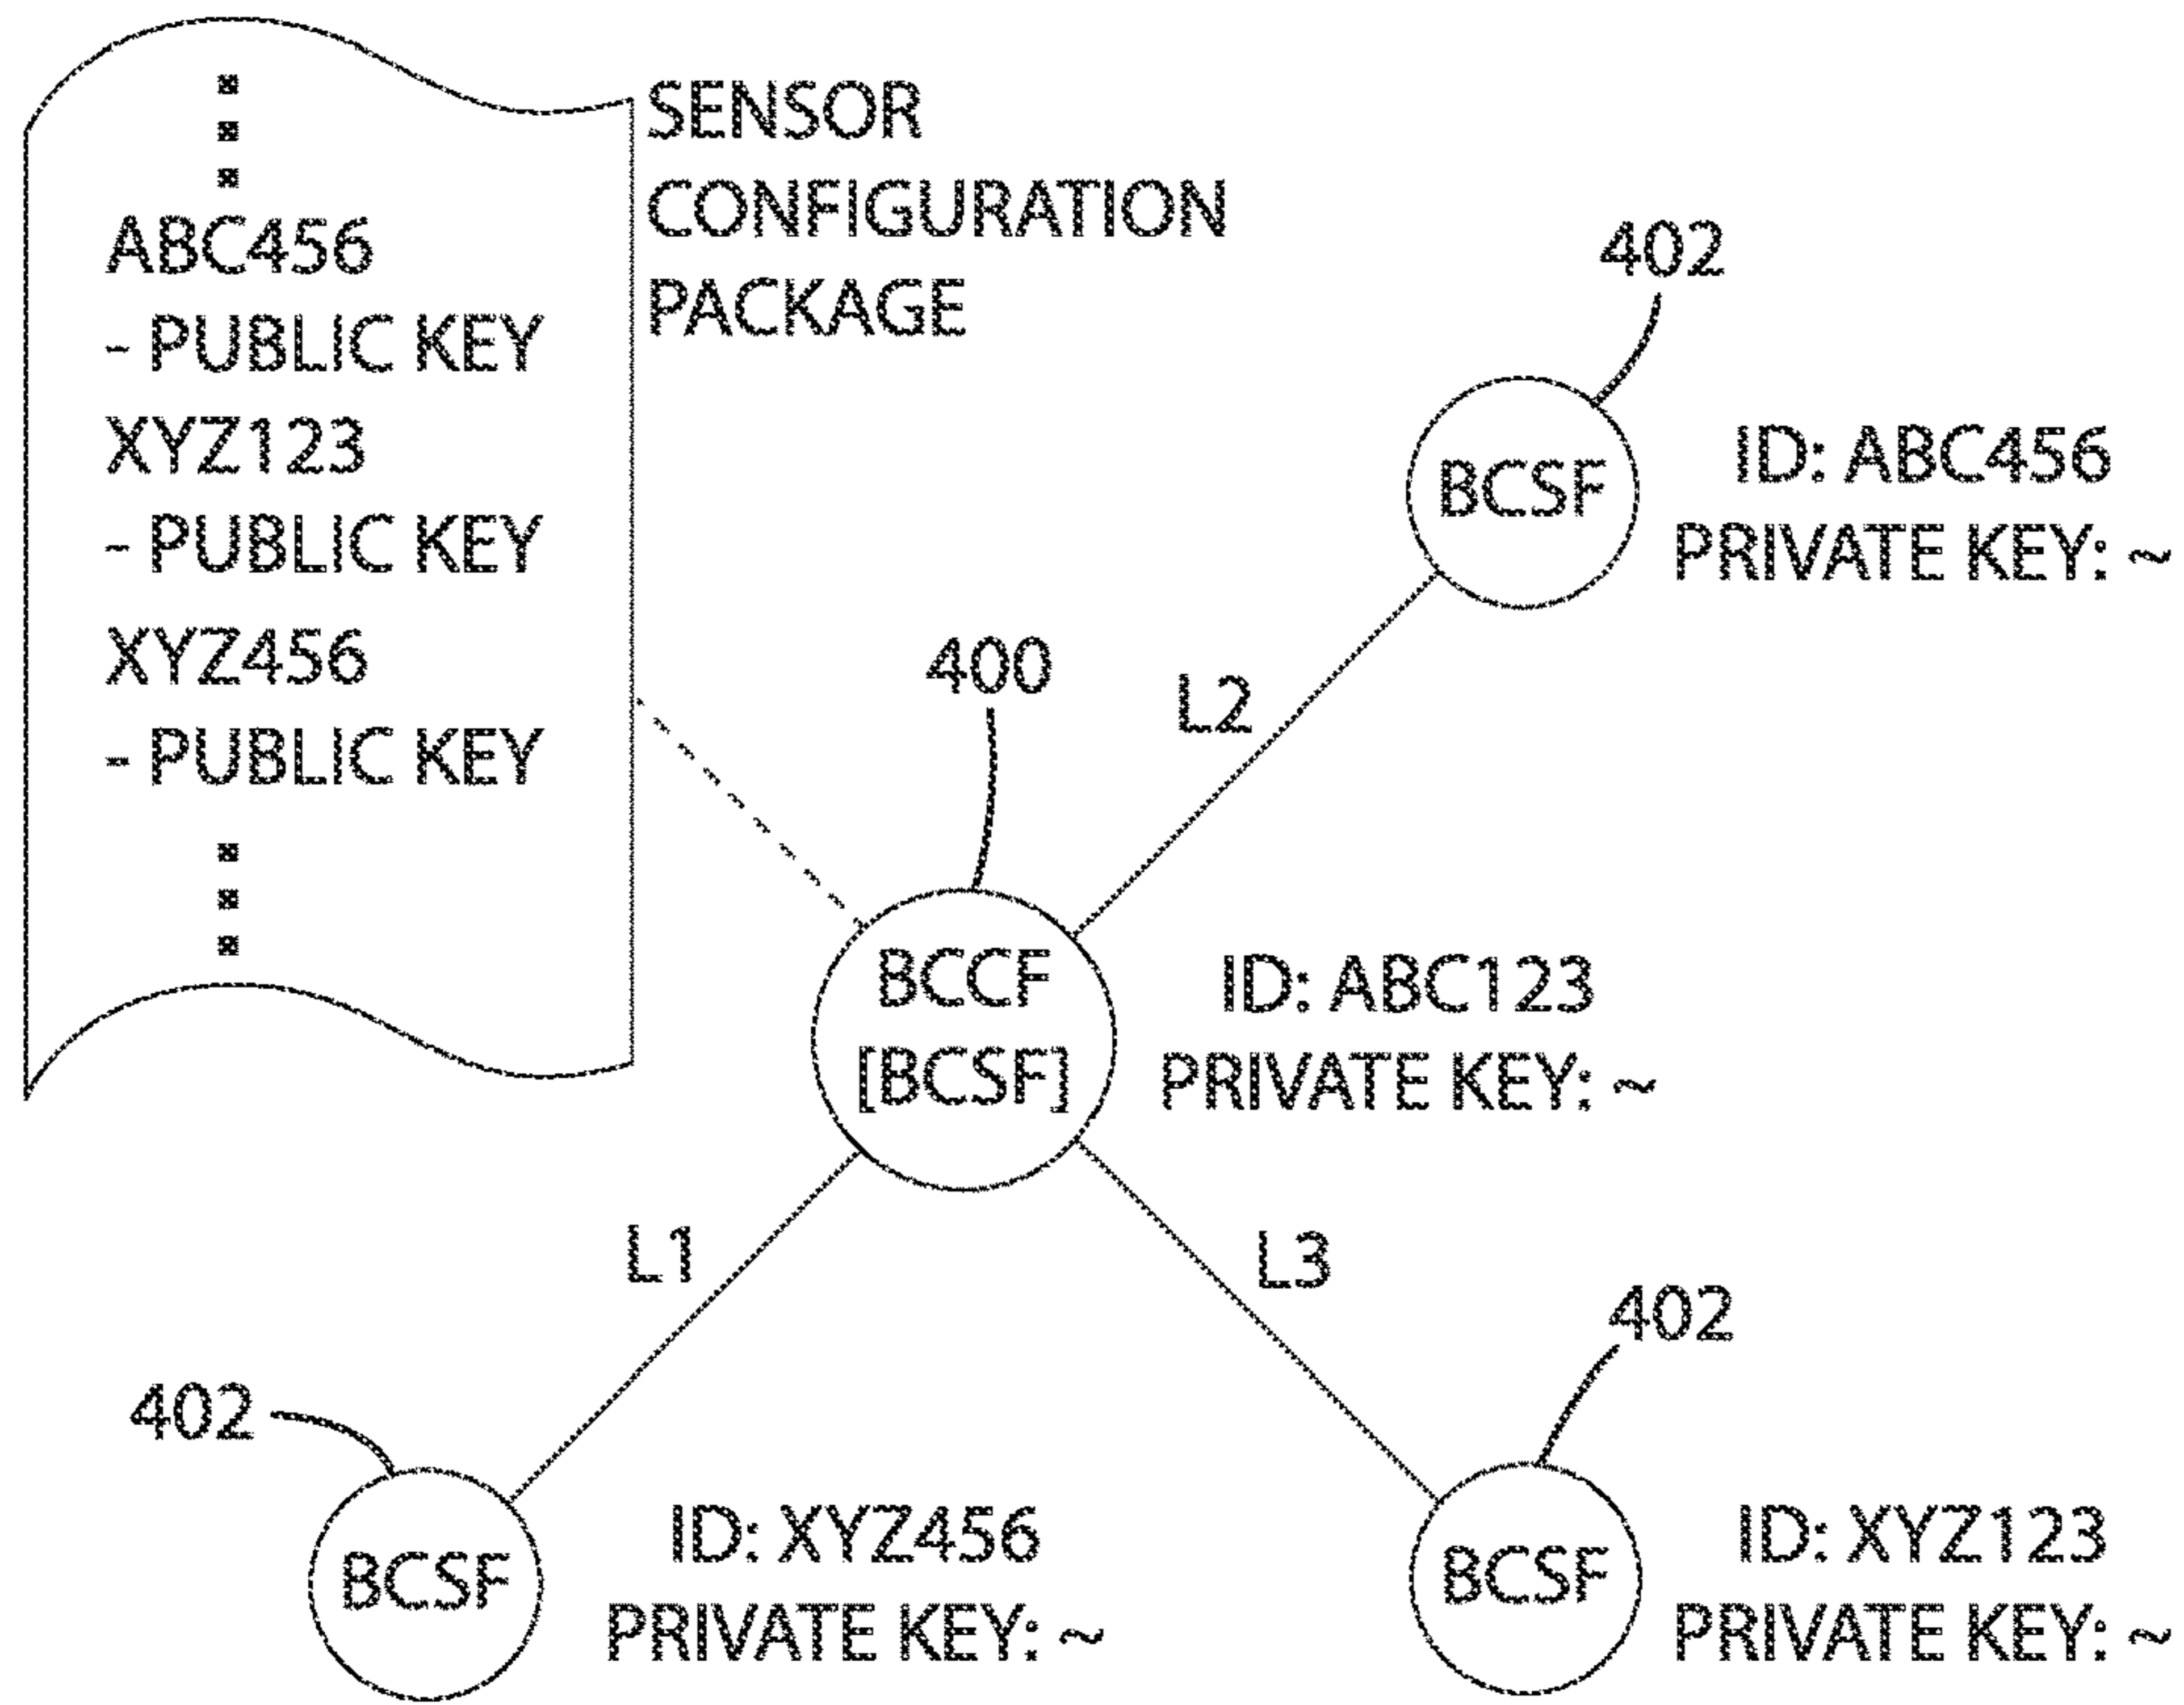 SENSOR
CONFIGURATION
PACKAGE
ABC456
- PUBLIC KEY
XYZ123
- PUBLIC KEY
XYZ456
- PUBLIC KEY
402
BCSF
ID: ABC456
PRIVATE KEY: ~
400
L2
BCCF
[BCSF]
ID: ABC123
PRIVATE KEY: ~
L1
L3
402
BCSF
ID: XYZ456
PRIVATE KEY: ~
402
BCSF
ID: XYZ123
PRIVATE KEY: ~